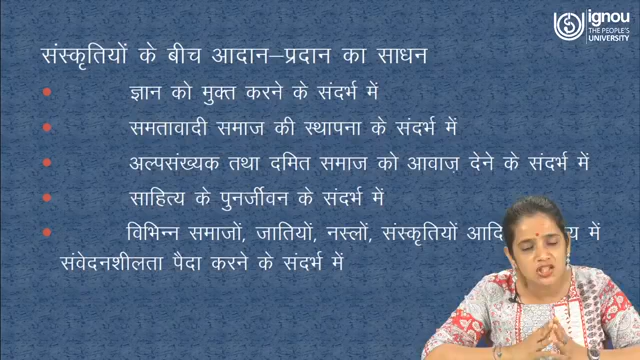 ignou
THE PEOPLE'S
UNIVERSITY
संस्कृतियों के बीच आदान–प्रदान का साधन
• ज्ञान को मुक्त करने के संदर्भ में
• समतावादी समाज की स्थापना के संदर्भ में
• अल्पसंख्यक तथा दमित समाज को आवाज़ देने के संदर्भ में
• साहित्य के पुनर्जीवन के संदर्भ में
• विभिन्न समाजों, जातियों, नस्लों, संस्कृतियों आदि में
संवेदनशीलता पैदा करने के संदर्भ में